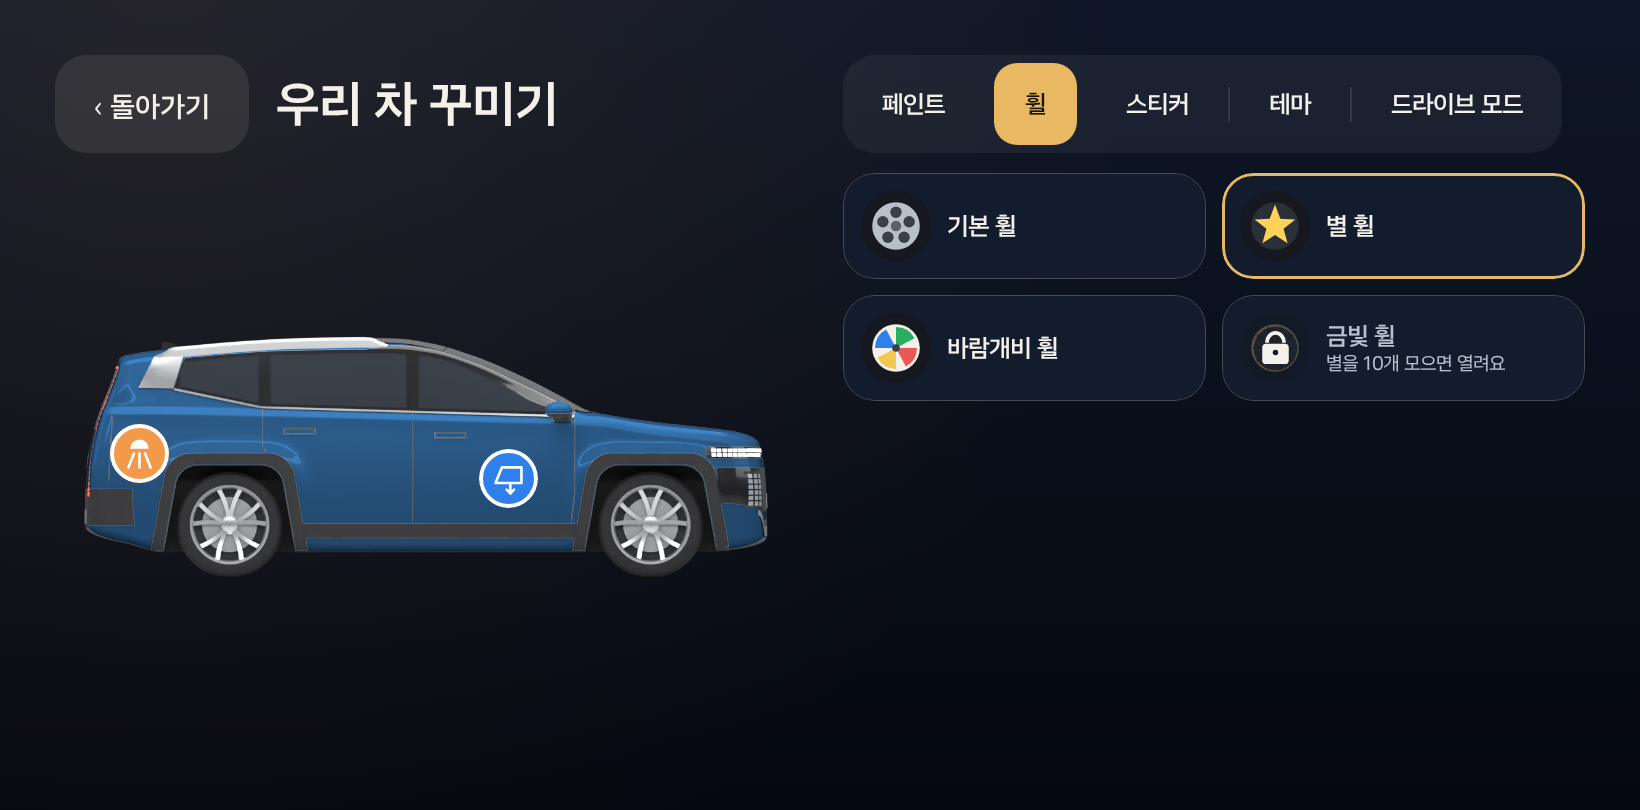 ‹ 돌아가기
우리 차 꾸미기
페인트
휠
스티커
테마
드라이브 모드
기본 휠
별 휠
바람개비 휠
금빛 휠
별을 10개 모으면 열려요